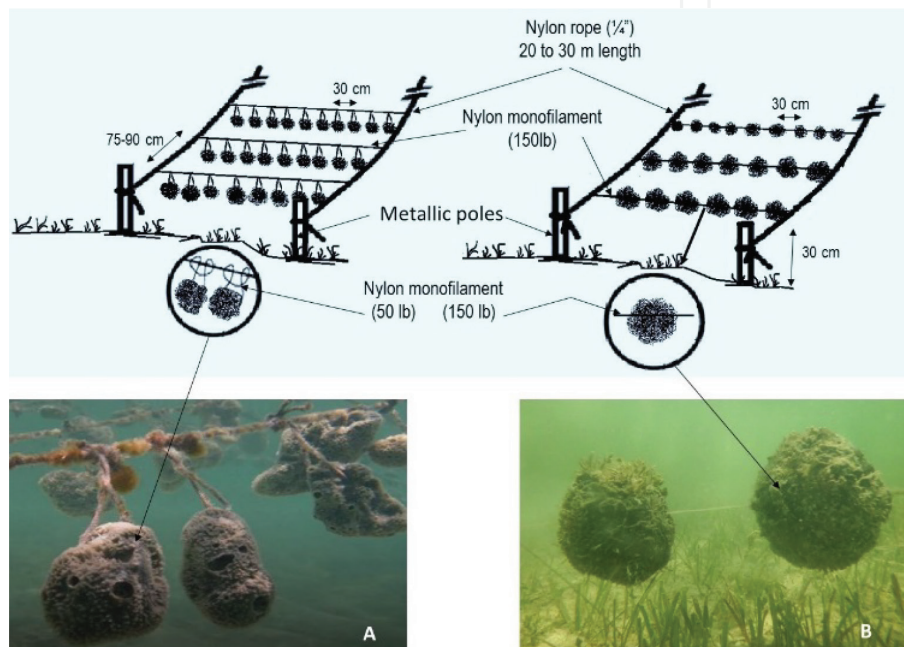 Nylon rope (¼”)
20 to 30 m length
30 cm
30 cm
Nylon monofilament
(150lb)
75-90 cm
Metallic poles
30 cm
Nylon monofilament
(50 lb) (150 lb)
A
B